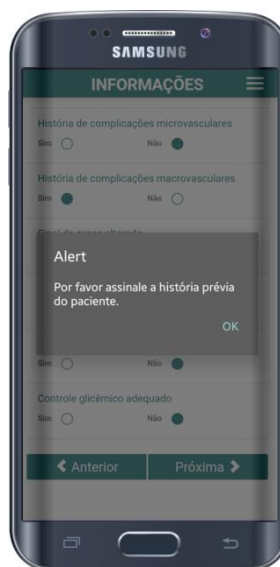 SAMSUNG
INFORMAÇÕES
História de complicações microvasculares
Sim Não
História de complicações macrovasculares
Sim Não
Alert
Por favor assinale a história prévia
do paciente.
OK
Sim Não
Controle glicémico adequado
Sim Não
Anterior Próxima